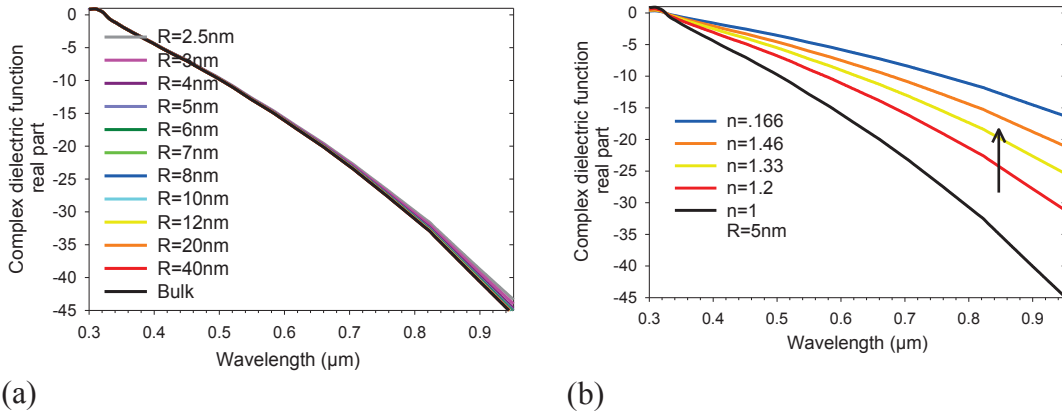 Complex dielectric function
real part
0
-5
-10
-15
-20
-25
-30
-35
-40
-45
R=2.5nm
R=3nm
R=4nm
R=5nm
R=6nm
R=7nm
R=8nm
R=10nm
R=12nm
R=20nm
R=40nm
Bulk
0.3 0.4 0.5 0.6 0.7 0.8 0.9
Wavelength (µm)
(a)
Complex dielectric function
real part
0
-5
-10
-15
-20
-25
-30
-35
-40
-45
n=.166
n=1.46
n=1.33
n=1.2
n=1
R=5nm
0.3 0.4 0.5 0.6 0.7 0.8 0.9
Wavelength (µm)
(b)